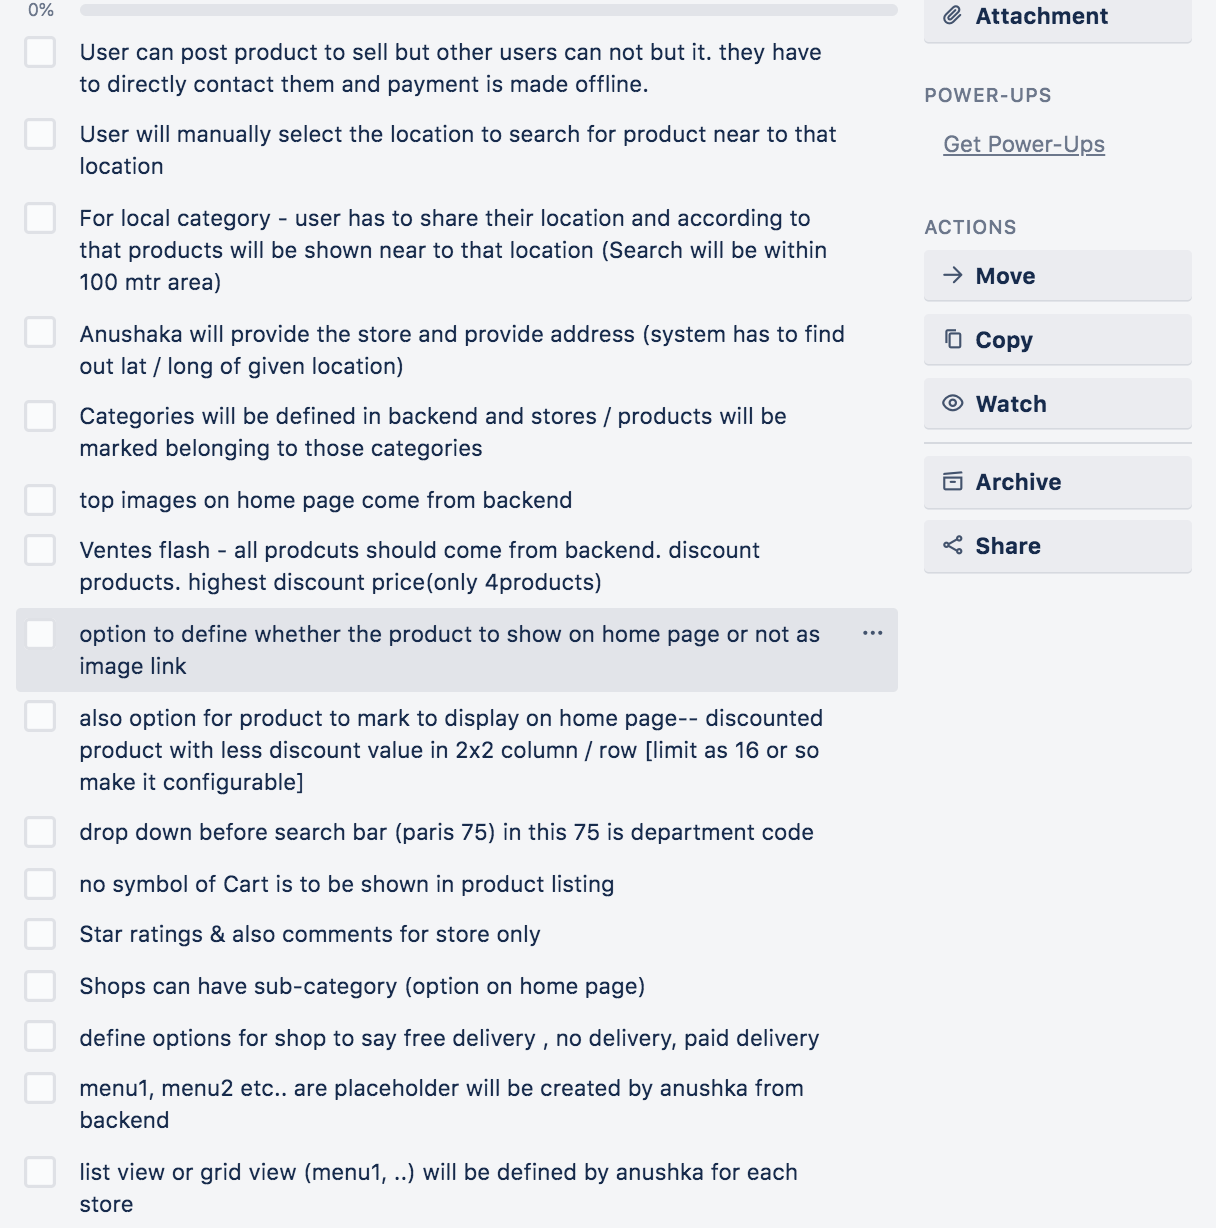 0%
User can post product to sell but other users can not but it. they have
to directly contact them and payment is made offline.
User will manually select the location to search for product near to that
location
For local category - user has to share their location and according to
that products will be shown near to that location (Search will be within
100 mtr area)
Anushaka will provide the store and provide address (system has to find
out lat / long of given location)
Categories will be defined in backend and stores / products will be
marked belonging to those categories
top images on home page come from backend
Ventes flash - all prodcuts should come from backend. discount
products. highest discount price(only 4products)
option to define whether the product to show on home page or not as
image link
also option for product to mark to display on home page-- discounted
product with less discount value in 2x2 column / row [limit as 16 or so
make it configurable]
drop down before search bar (paris 75) in this 75 is department code
no symbol of Cart is to be shown in product listing
Star ratings & also comments for store only
Shops can have sub-category (option on home page)
define options for shop to say free delivery , no delivery, paid delivery
menu1, menu2 etc.. are placeholder will be created by anushka from
backend
list view or grid view (menu1, ..) will be defined by anushka for each
store
Attachment
POWER-UPS
Get Power-Ups
ACTIONS
Move
Copy
Watch
Archive
Share